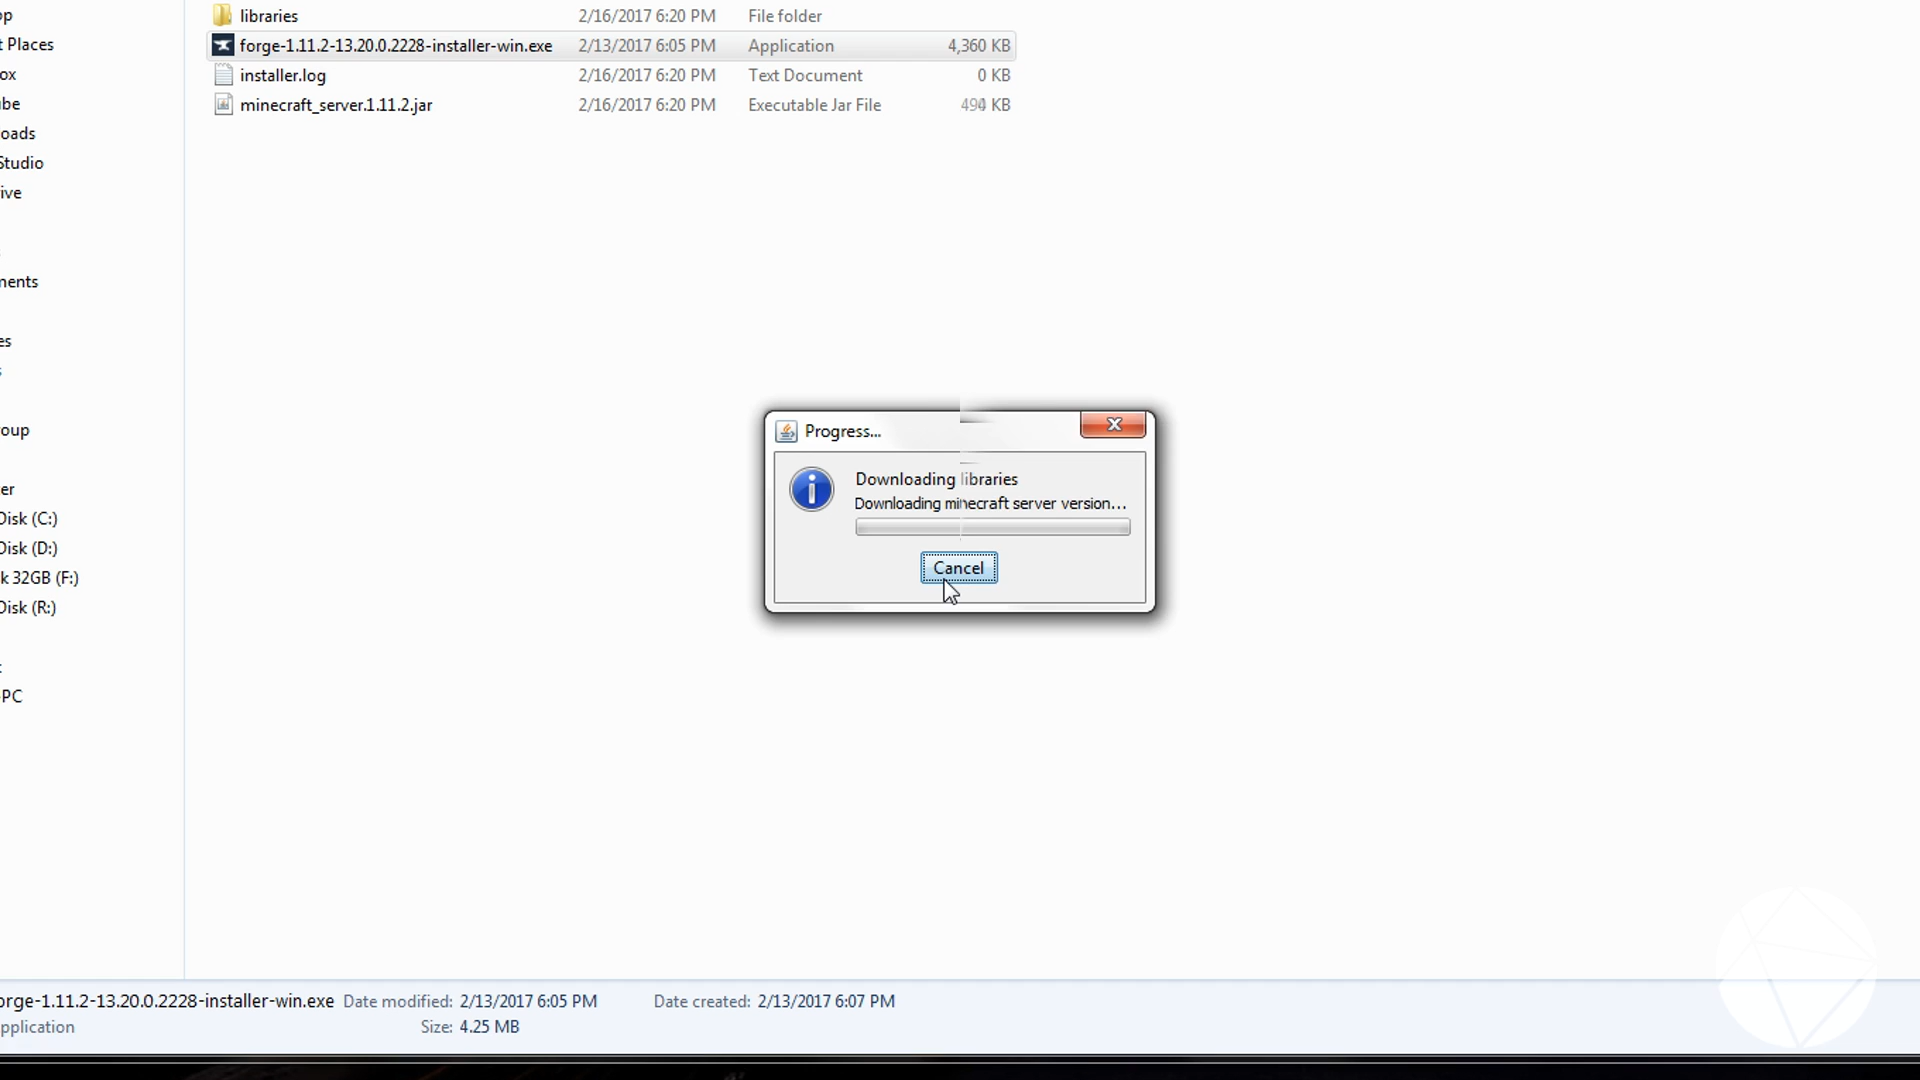 op
t Places
ox
be
oads
Studio
ive
nents
es
s
oup
er
Disk (C:)
Disk (D:)
k 32GB (F:)
Disk (R:)
t
-PC
libraries 2/16/2017 6:20 PM File folder
forge-1.11.2-13.20.0.2228-installer-win.exe 2/13/2017 6:05 PM Application 4,360 KB
installer.log 2/16/2017 6:20 PM Text Document 0 KB
minecraft_server.1.11.2.jar 2/16/2017 6:20 PM Executable Jar File KB
Progress...
Downloading libraries
Downloading minecraft server version...
Cancel
orge-1.11.2-13.20.0.2228-installer-win.exe Date modified: 2/13/2017 6:05 PM Date created: 2/13/2017 6:07 PM
pplication Size: 4.25 MB